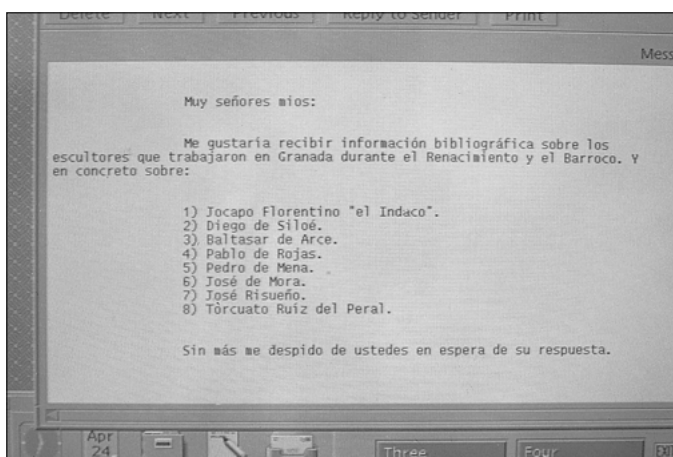 Delete Next Previous Reply to Sender Print
Mess
Muy señores mios:
Me gustaría recibir información bibliográfica sobre los
escultores que trabajaron en Granada durante el Renacimiento y el Barroco. Y
en concreto sobre:
1) Jocapo Florentino "el Indaco".
2) Diego de Siloé.
3) Baltasar de Arce.
4) Pablo de Rojas.
5) Pedro de Mena.
6) José de Mora.
7) José Risueño.
8) Torcuato Ruíz del Peral.
Sin más me despido de ustedes en espera de su respuesta.
Apr
24
Three Four